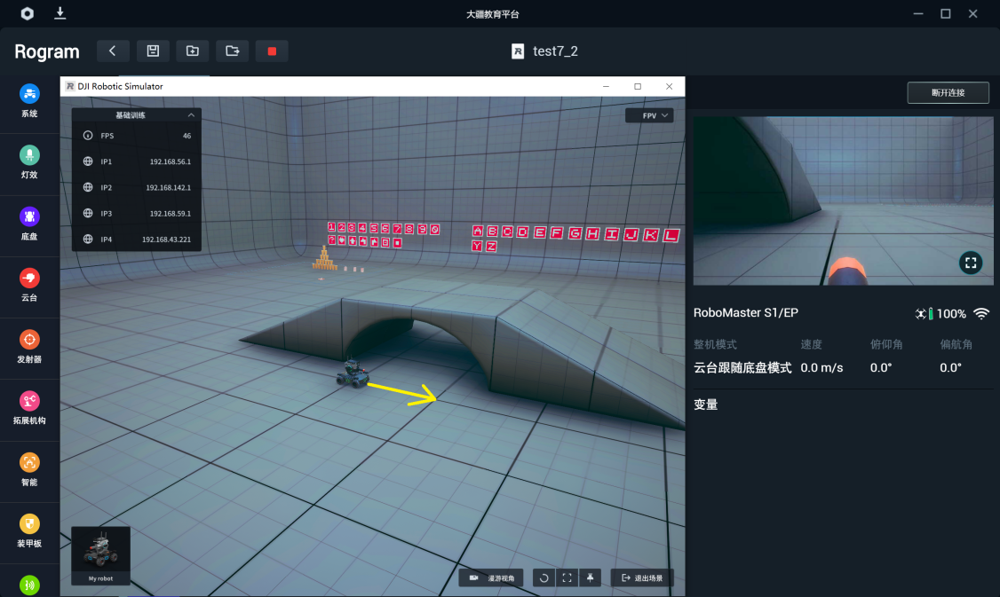 大疆教育平台
Rogram
R test7_2
系统
灯效
底盘
云台
发射器
拓展机构
智能
装甲板
DJI Robotic Simulator
基础训练
FPS 46
IP1 192.168.56.1
IP2 192.168.142.1
IP3 192.168.59.1
IP4 192.168.43.221
FPV
1 2 3 4 5 6 7 8 9 0
A B C D E F G H I J K L
?
Y Z
My robot
漫游视角
退出场景
断开连接
RoboMaster S1/EP
100%
整机模式 速度 俯仰角 偏航角
云台跟随底盘模式 0.0 m/s 0.0° 0.0°
变量